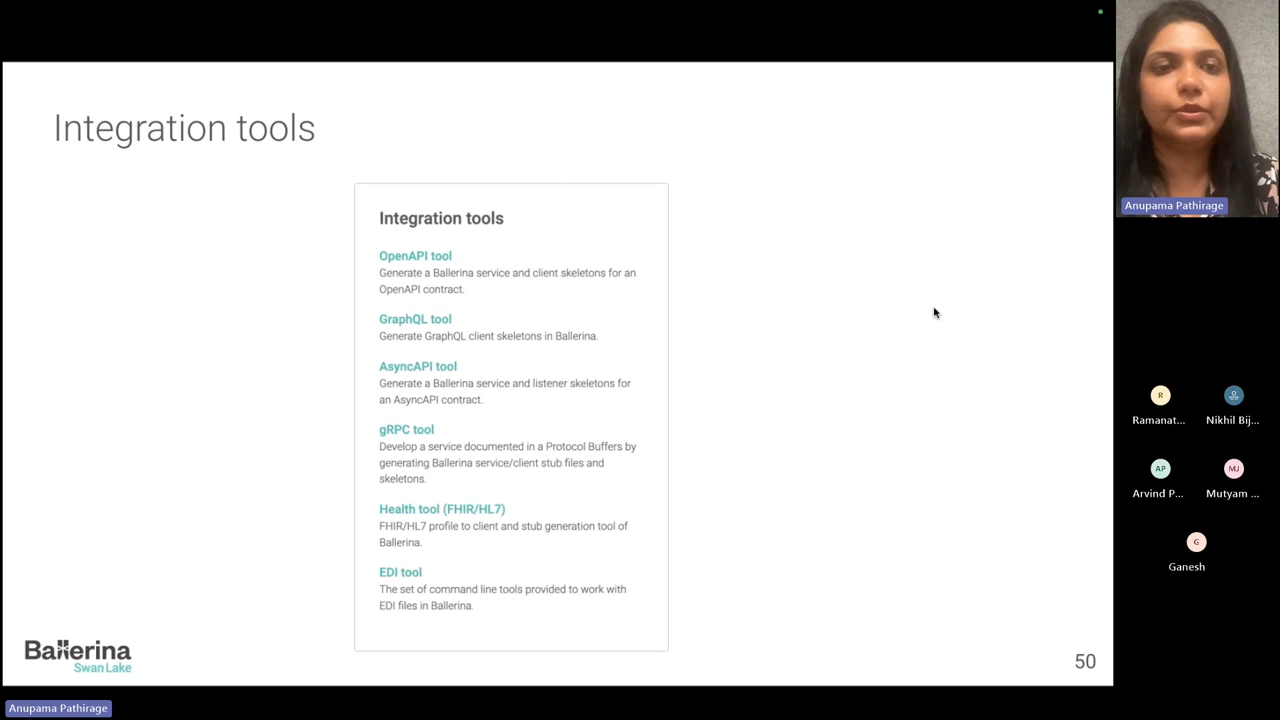 Integration tools
Integration tools
OpenAPI tool
Generate a Ballerina service and client skeletons for an
OpenAPI contract.
GraphQL tool
Generate GraphQL client skeletons in Ballerina.
AsyncAPI tool
Generate a Ballerina service and listener skeletons for
an AsyncAPI contract.
gRPC tool
Develop a service documented in a Protocol Buffers by
generating Ballerina service/client stub files and
skeletons.
Health tool (FHIR/HL7)
FHIR/HL7 profile to client and stub generation tool of
Ballerina.
EDI tool
The set of command line tools provided to work with
EDI files in Ballerina.
Ballerina
Swan Lake
50
Anupama Pathirage
Anupama Pathirage
R
Ramanat...
Nikhil Bij...
AP
Arvind P...
MJ
Mutyam ...
G
Ganesh